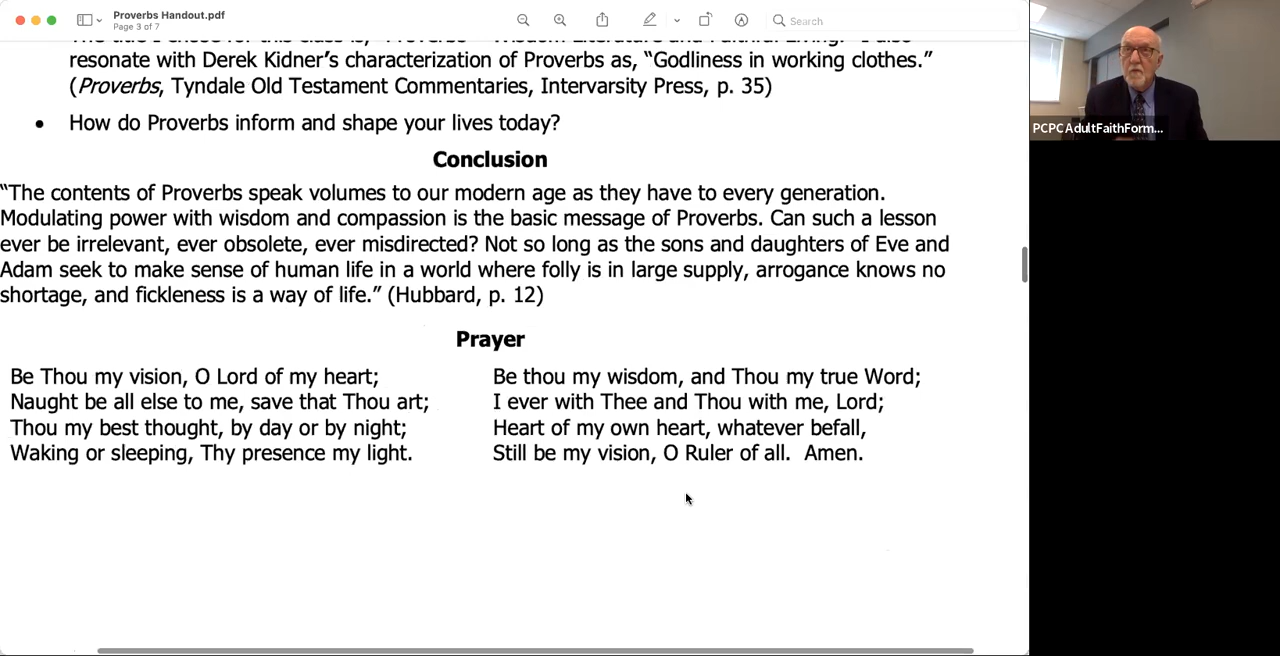 Proverbs Handout.pdf
Page 3 of 7
Search
resonate with Derek Kidner's characterization of Proverbs as, “Godliness in working clothes.”
(Proverbs, Tyndale Old Testament Commentaries, Intervarsity Press, p. 35)
• How do Proverbs inform and shape your lives today?
Conclusion
“The contents of Proverbs speak volumes to our modern age as they have to every generation.
Modulating power with wisdom and compassion is the basic message of Proverbs. Can such a lesson
ever be irrelevant, ever obsolete, ever misdirected? Not so long as the sons and daughters of Eve and
Adam seek to make sense of human life in a world where folly is in large supply, arrogance knows no
shortage, and fickleness is a way of life.” (Hubbard, p. 12)
Prayer
Be Thou my vision, O Lord of my heart;
Naught be all else to me, save that Thou art;
Thou my best thought, by day or by night;
Waking or sleeping, Thy presence my light.
Be thou my wisdom, and Thou my true Word;
I ever with Thee and Thou with me, Lord;
Heart of my own heart, whatever befall,
Still be my vision, O Ruler of all.  Amen.
PCPC AdultFaithForm...